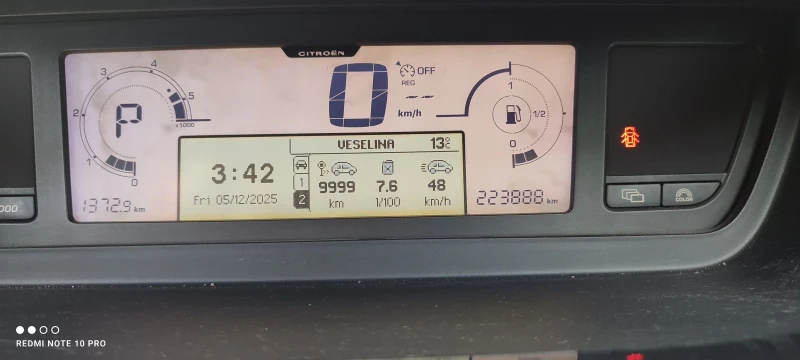 CITROËN
3
4
2
5
1
0
x1000
P
0
OFF
REG
-- --
km/h
1
1/2
0
VESELINA 13°C
3:42
Fri 05/12/2025
1
2
9999 7.6 48
km l/100 km/h
1372.9 km
223888 km
000
COLOR
REDMI NOTE 10 PRO